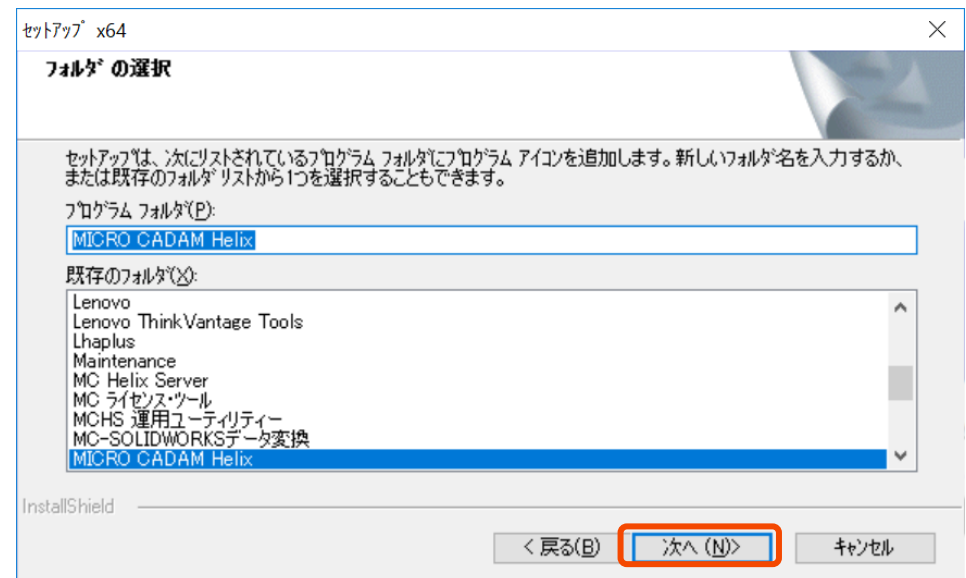 セットアップ x64
フォルダの選択
セットアップは、次にリストされているプログラム フォルダにプログラム アイコンを追加します。新しいフォルダ名を入力するか、
または既存のフォルダ リストから1つを選択することもできます。
プログラム フォルダ(P):
MICRO CADAM Helix
既存のフォルダ(X):
Lenovo
Lenovo ThinkVantage Tools
Lhaplus
Maintenance
MC Helix Server
MC ライセンス・ツール
MCHS 運用ユーティリティー
MC-SOLIDWORKSデータ変換
MICRO CADAM Helix
InstallShield
< 戻る(B) 次へ (N)> キャンセル